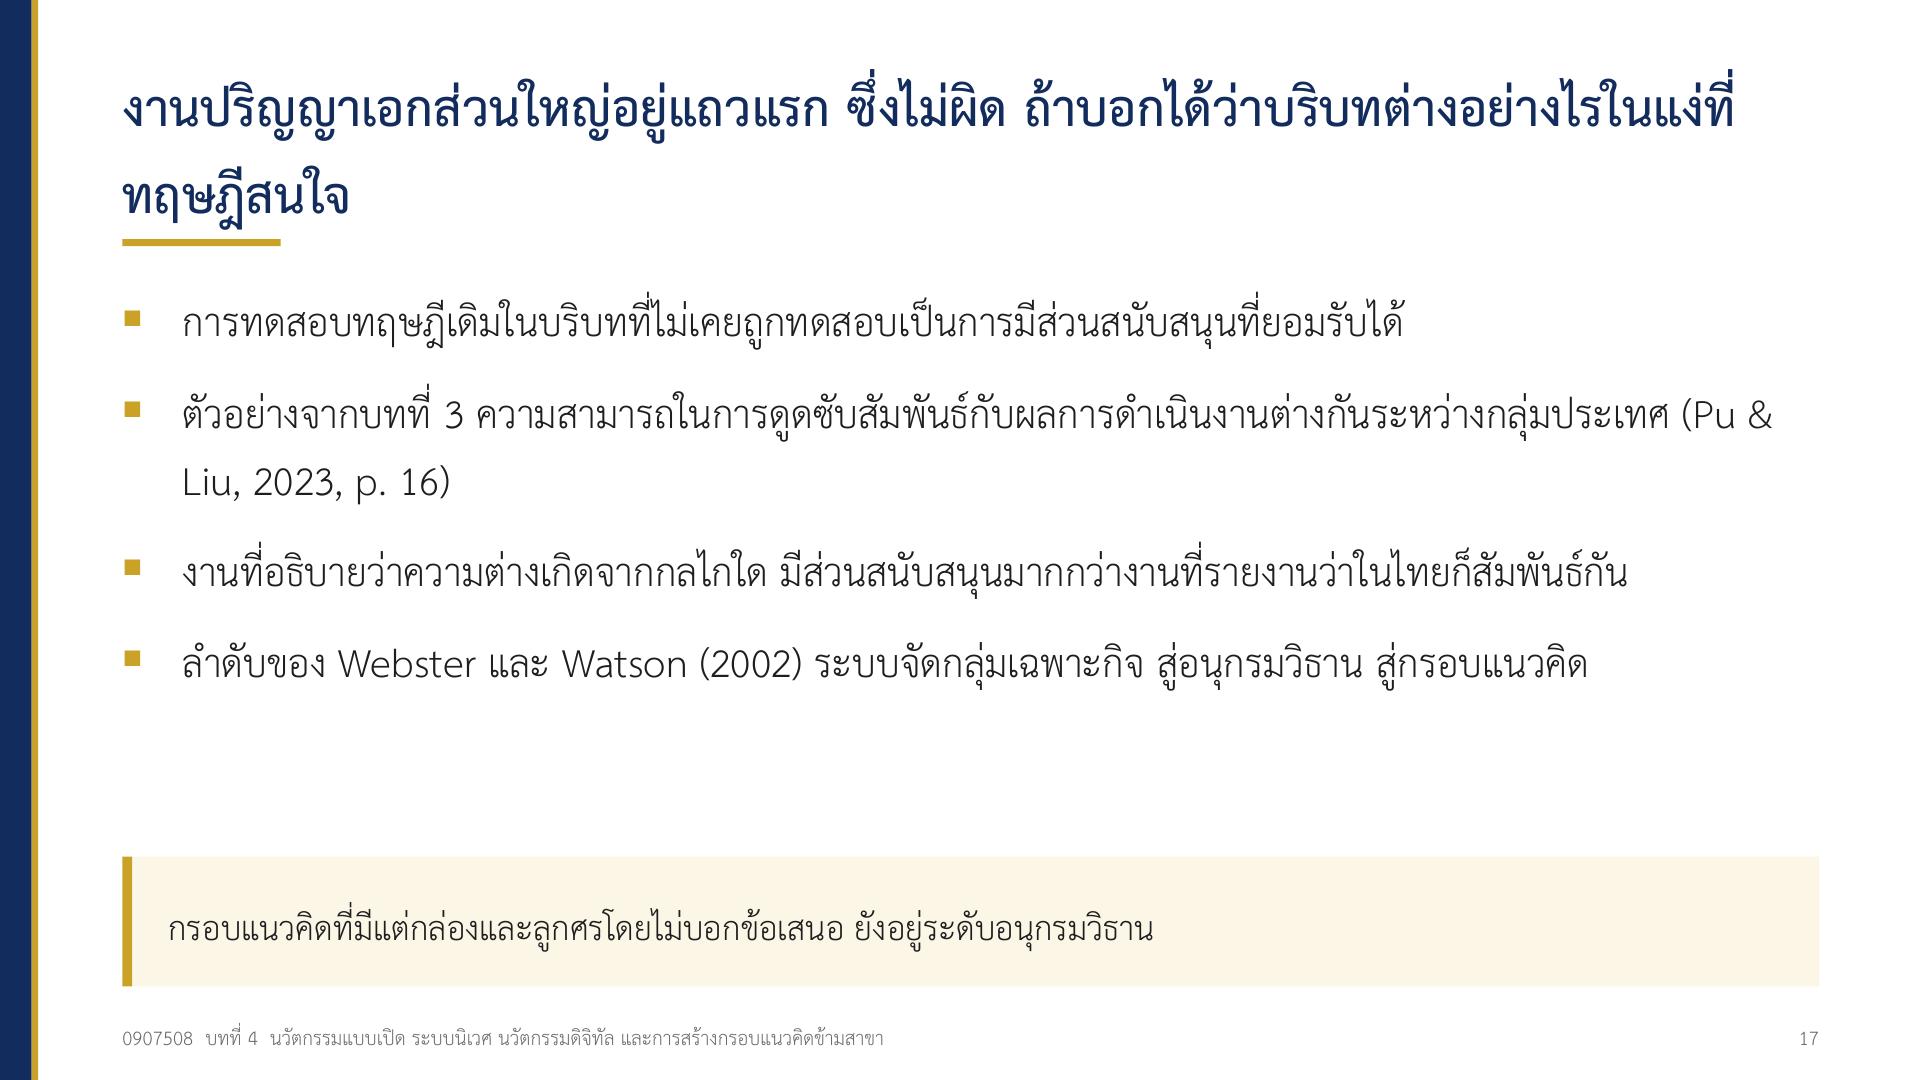 งานปริญญาเอกส่วนใหญ่อยู่แถวแรก ซึ่งไม่ผิด ถ้าบอกได้ว่าบริบทต่างอย่างไรในแง่ที่
ทฤษฎีสนใจ
การทดสอบทฤษฎีเดิมในบริบทที่ไม่เคยถูกทดสอบเป็นการมีส่วนสนับสนุนที่ยอมรับได้
ตัวอย่างจากบทที่ 3 ความสามารถในการดูดซับสัมพันธ์กับผลการดำเนินงานต่างกันระหว่างกลุ่มประเทศ (Pu &
Liu, 2023, p. 16)
งานที่อธิบายว่าความต่างเกิดจากกลไกใด มีส่วนสนับสนุนมากกว่างานที่รายงานว่าในไทยก็สัมพันธ์กัน
ลำดับของ Webster และ Watson (2002) ระบบจัดกลุ่มเฉพาะกิจ สู่อนุกรมวิธาน สู่กรอบแนวคิด
กรอบแนวคิดที่มีแต่กล่องและลูกศรโดยไม่บอกข้อเสนอ ยังอยู่ระดับอนุกรมวิธาน
0907508 บทที่ 4 นวัตกรรมแบบเปิด ระบบนิเวศ นวัตกรรมดิจิทัล และการสร้างกรอบแนวคิดข้ามสาขา
17